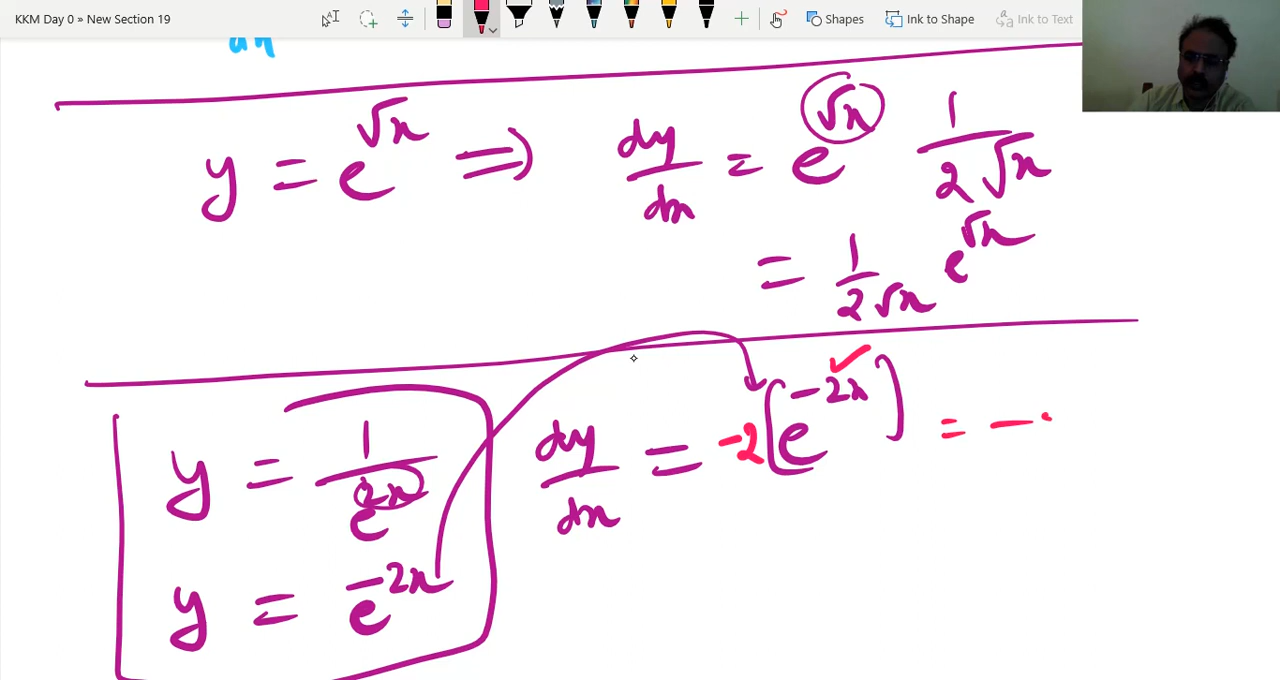 KKM Day 0 » New Section 19
Shapes
Ink to Shape
Ink to Text
y = e^√x ⇒ dy/dx = e^√x 1/2√x
= 1/2√x e^√x
y = 1/e^2x
dy/dx = -2[e^-2x] = -
y = e^-2x